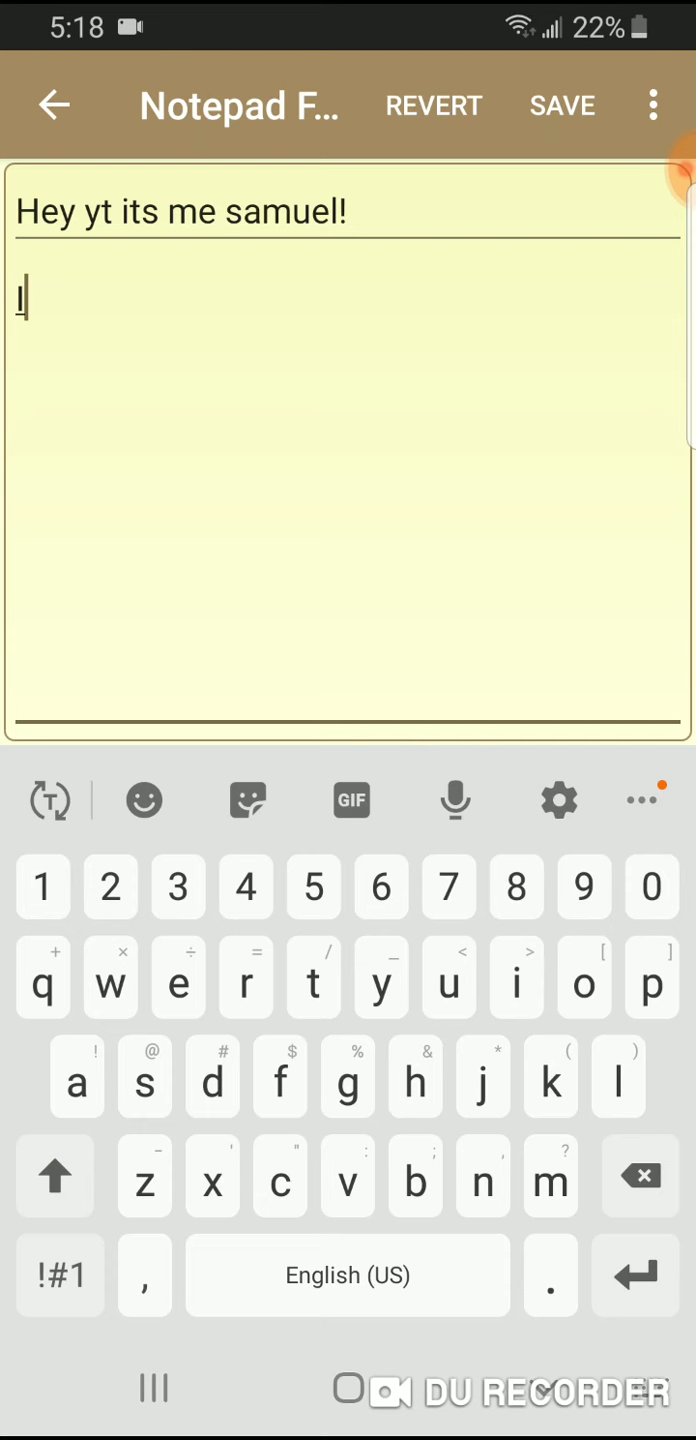 5:18 22%
Notepad F... REVERT SAVE
Hey yt its me samuel!
I
T GIF
1 2 3 4 5 6 7 8 9 0
+ × ÷ = / _ < > [ ]
q w e r t y u i o p
! @ # $ % & * ( )
a s d f g h j k l
- ' " : ; , ?
z x c v b n m
!#1 , English (US) .
DU RECORDER